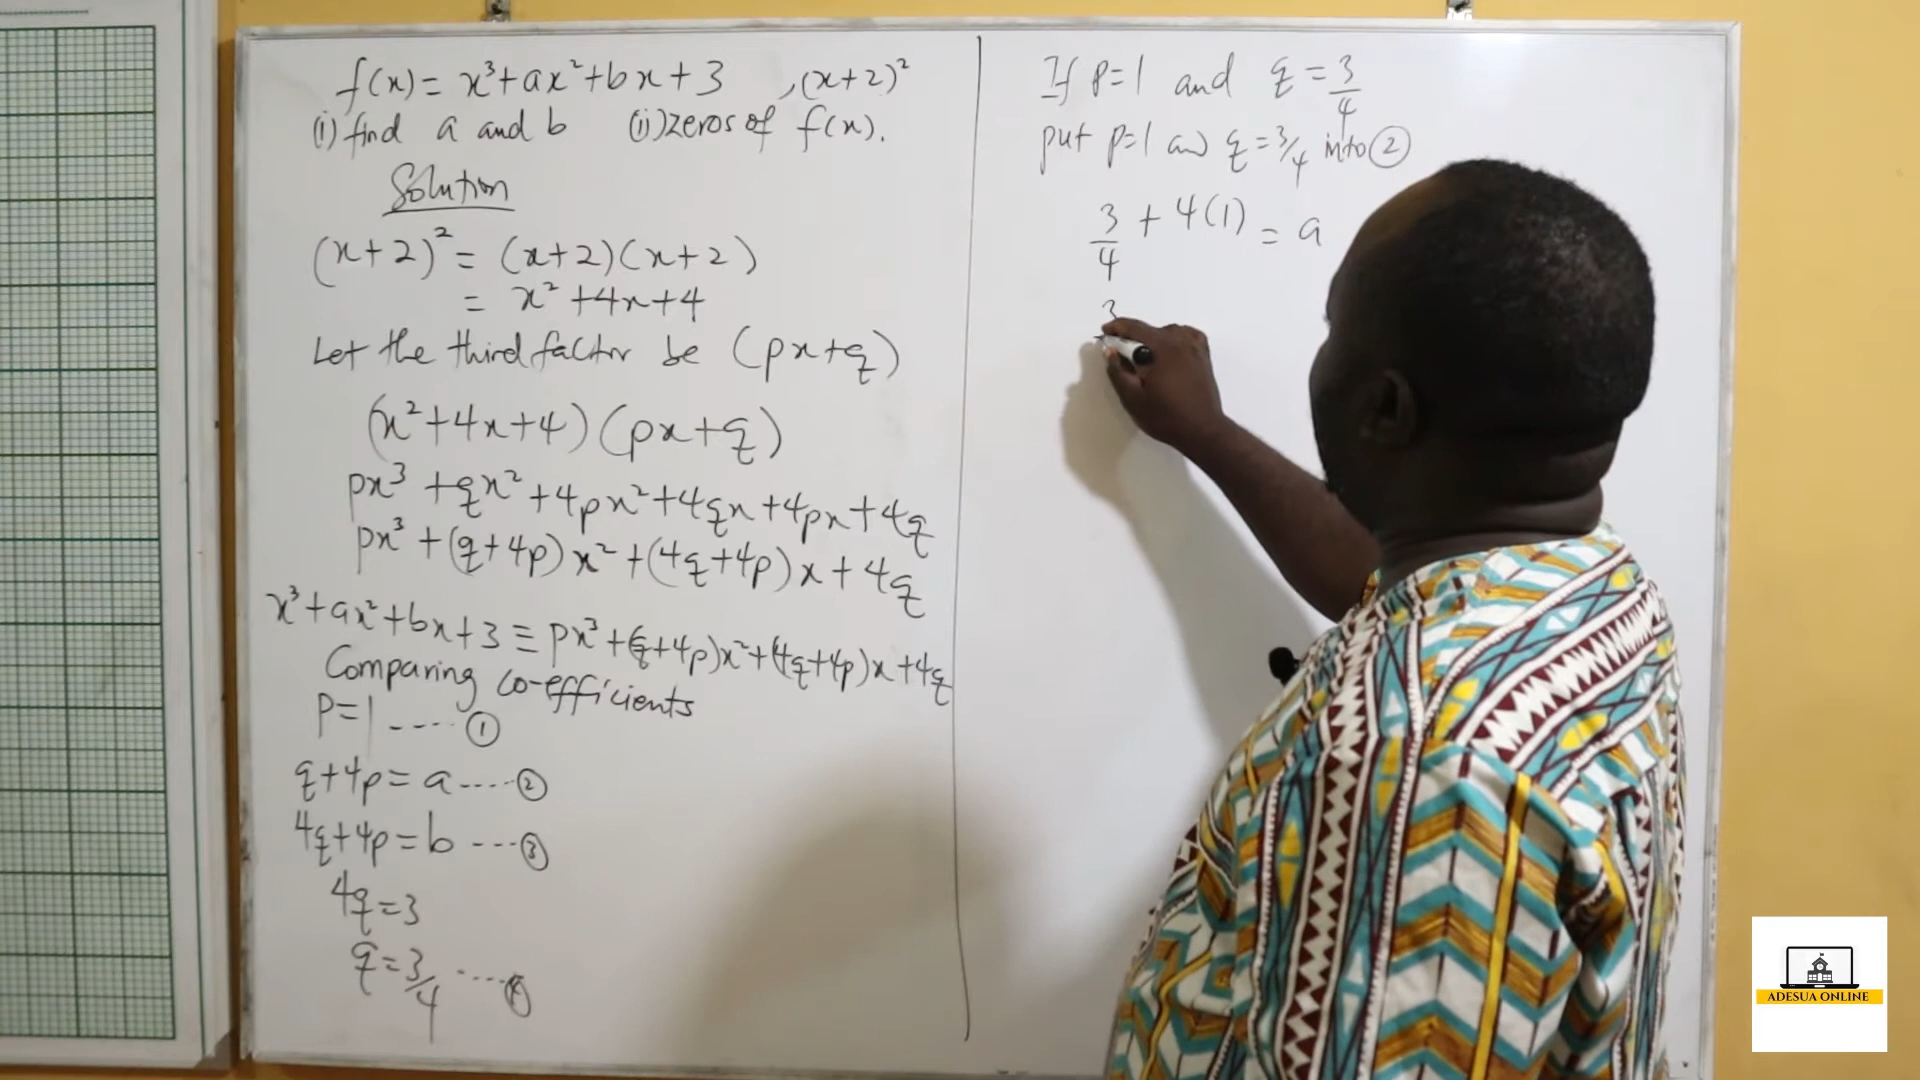 f(x) = x³+ax²+bx+3 , (x+2)²
(i) find a and b (ii) zeros of f(x).
Solution
(x+2)² = (x+2)(x+2)
= x²+4x+4
Let the third factor be (px+q)
(x²+4x+4)(px+q)
px³+qx²+4px²+4qx+4px+4q
px³+(q+4p)x²+(4q+4p)x+4q
x³+ax²+bx+3 ≡ px³+(q+4p)x²+(4q+4p)x+4q
Comparing co-efficients
P=1 ---- ①
q+4p=a ---- ②
4q+4p=b --- ③
4q=3
q=3/4 ----
If P=1 and q=3/4
put p=1 and q=3/4 into ②
3/4 + 4(1) = a
3
ADESUA ONLINE